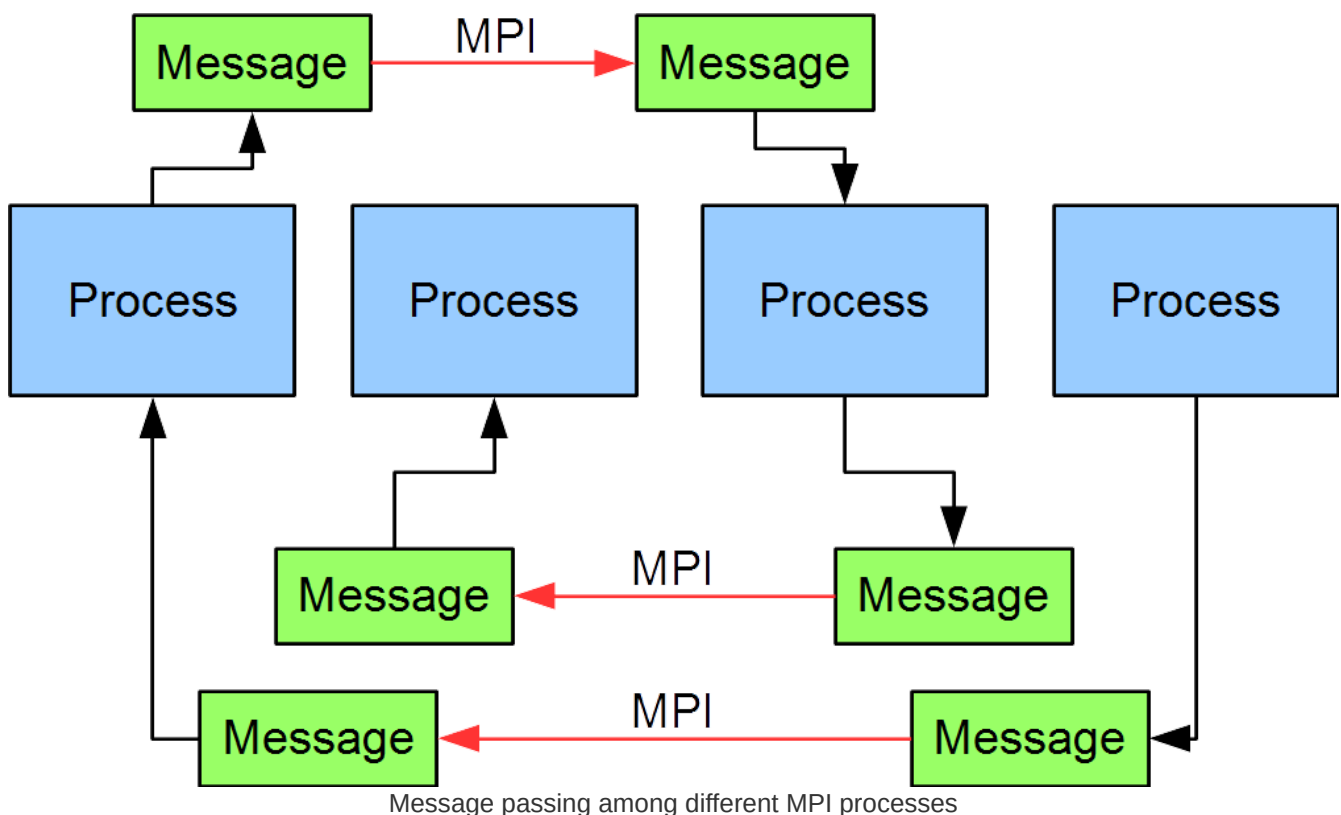 MPI
Message
Message
Process
Process
Process
Process
MPI
Message
Message
MPI
Message
Message
Message passing among different MPI processes